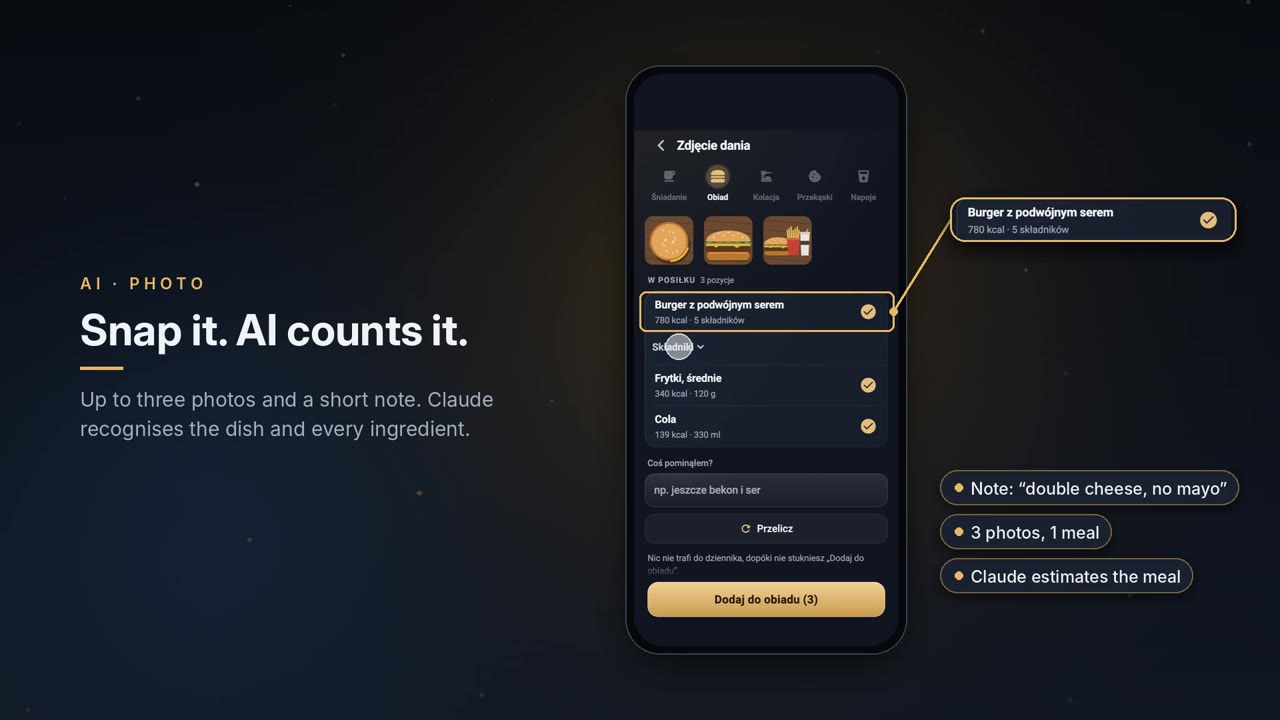 AI · PHOTO
Snap it. AI counts it.
Up to three photos and a short note. Claude
recognises the dish and every ingredient.
Zdjęcie dania
Śniadanie
Obiad
Kolacja
Przekąski
Napoje
W POSIŁKU 3 pozycje
Burger z podwójnym serem
780 kcal · 5 składników
Składniki
Frytki, średnie
340 kcal · 120 g
Cola
139 kcal · 330 ml
Coś pominąłem?
np. jeszcze bekon i ser
Przelicz
Nic nie trafi do dziennika, dopóki nie stukniesz „Dodaj do
obiadu”.
Dodaj do obiadu (3)
Burger z podwójnym serem
780 kcal · 5 składników
Note: “double cheese, no mayo”
3 photos, 1 meal
Claude estimates the meal